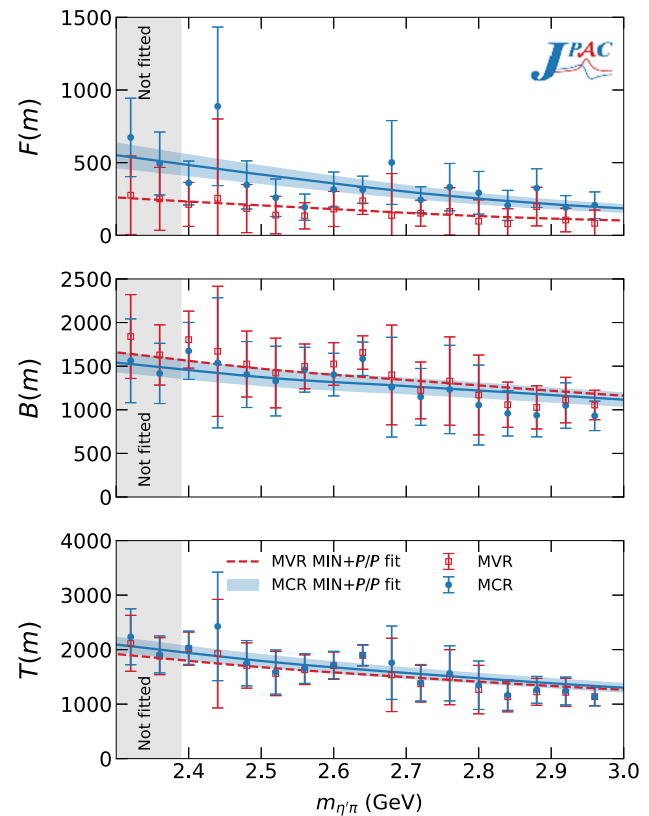 1500
1000
500
0
F(m)
Not fitted
JPAC
2500
2000
1500
1000
500
0
B(m)
Not fitted
4000
3000
2000
1000
0
T(m)
Not fitted
MVR MIN+P/P fit
MCR MIN+P/P fit
MVR
MCR
2.4 2.5 2.6 2.7 2.8 2.9 3.0
mη′π (GeV)